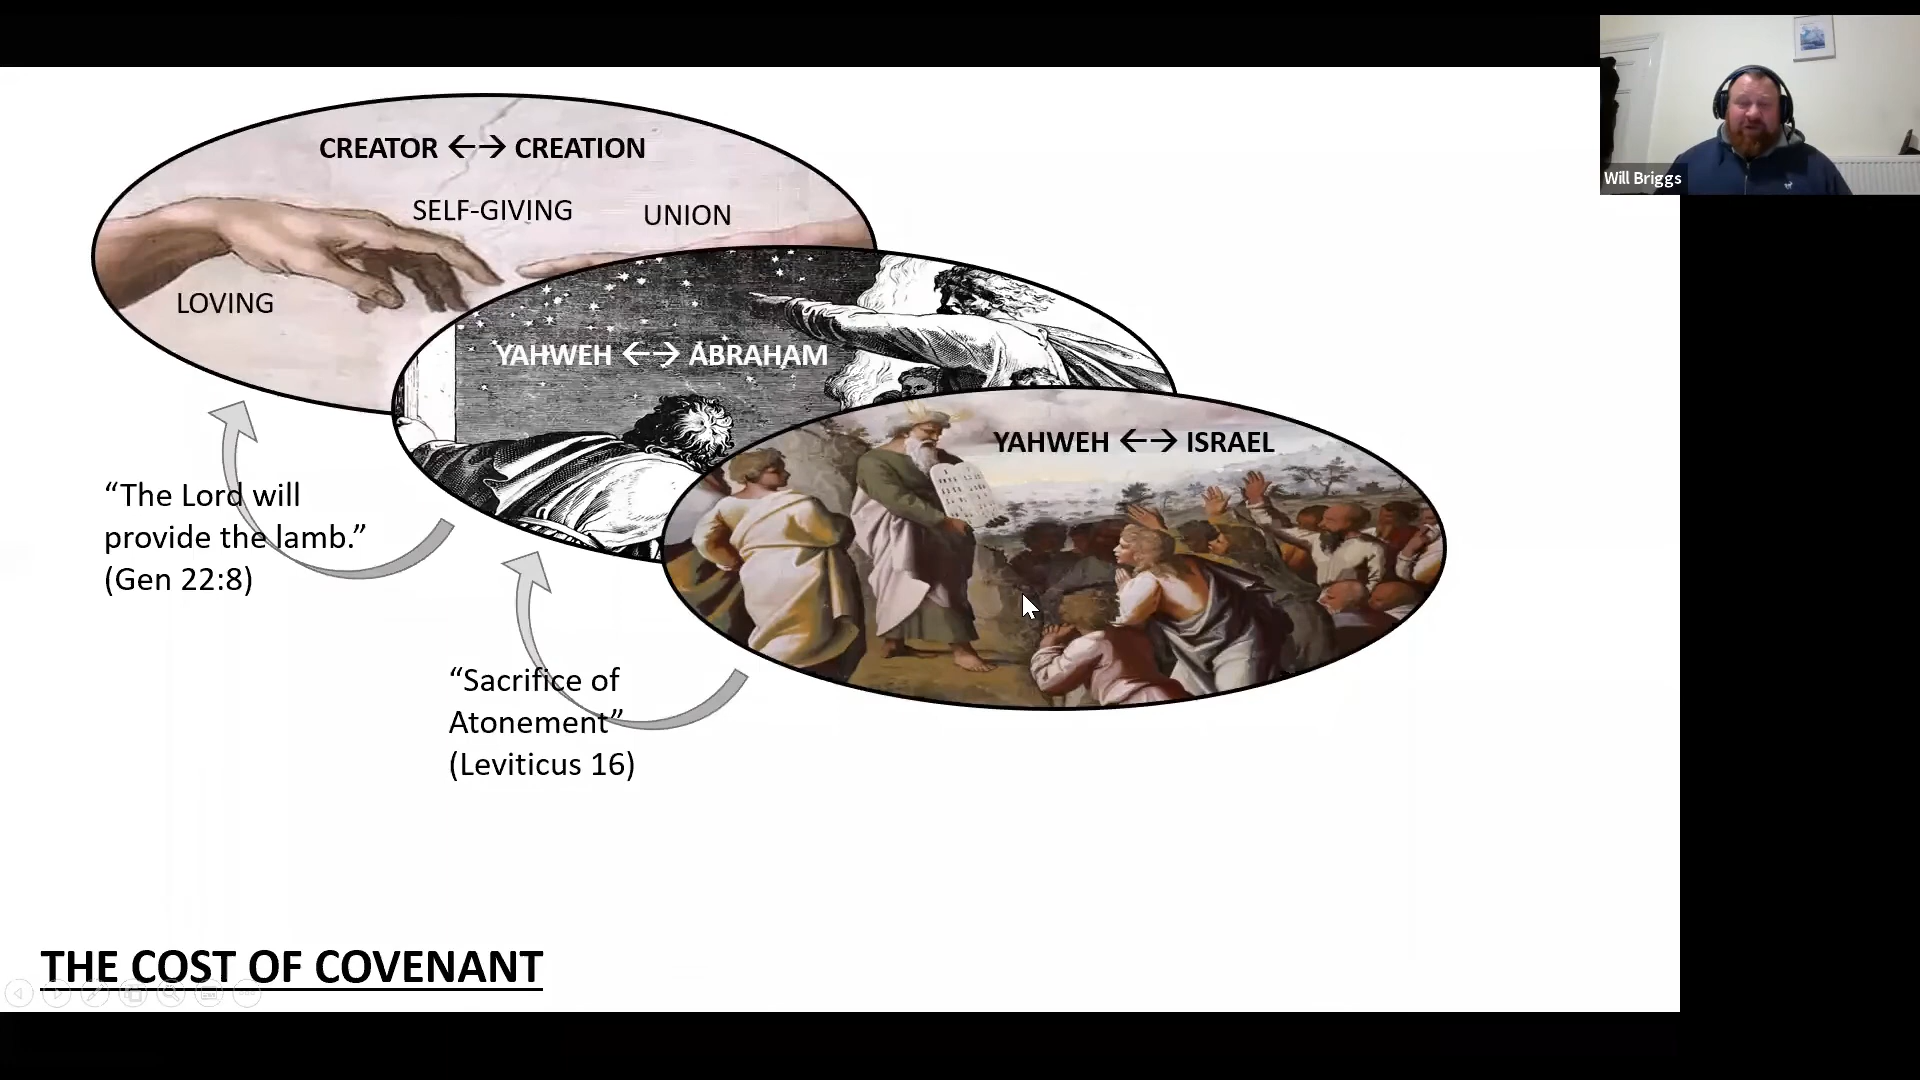 CREATOR ←→ CREATION
SELF-GIVING
UNION
LOVING
YAHWEH ←→ ABRAHAM
YAHWEH ←→ ISRAEL
“The Lord will
provide the lamb.”
(Gen 22:8)
“Sacrifice of
Atonement”
(Leviticus 16)
THE COST OF COVENANT
Will Briggs